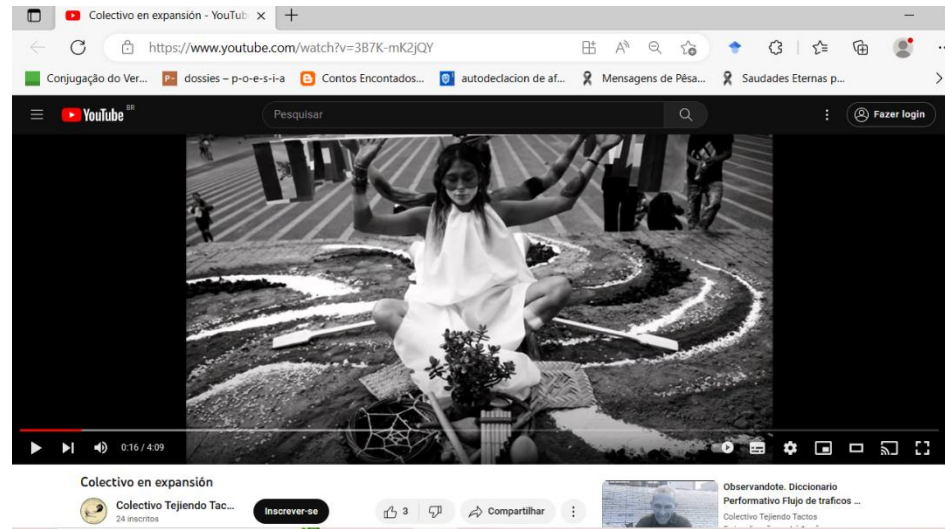 Colectivo en expansión - YouTub
https://www.youtube.com/watch?v=3B7K-mK2jQY
Conjugação do Ver...
P-
dossies – p-o-e-s-i-a
Contos Encontados...
autodeclacion de af...
Mensagens de Pêsa...
Saudades Eternas p...
YouTube BR
Pesquisar
Fazer login
0:16 / 4:09
Colectivo en expansión
Colectivo Tejiendo Tac...
24 inscritos
Inscrever-se
3
Compartilhar
Observandote. Diccionario
Performativo Flujo de traficos ...
Colectivo Tejiendo Tactos